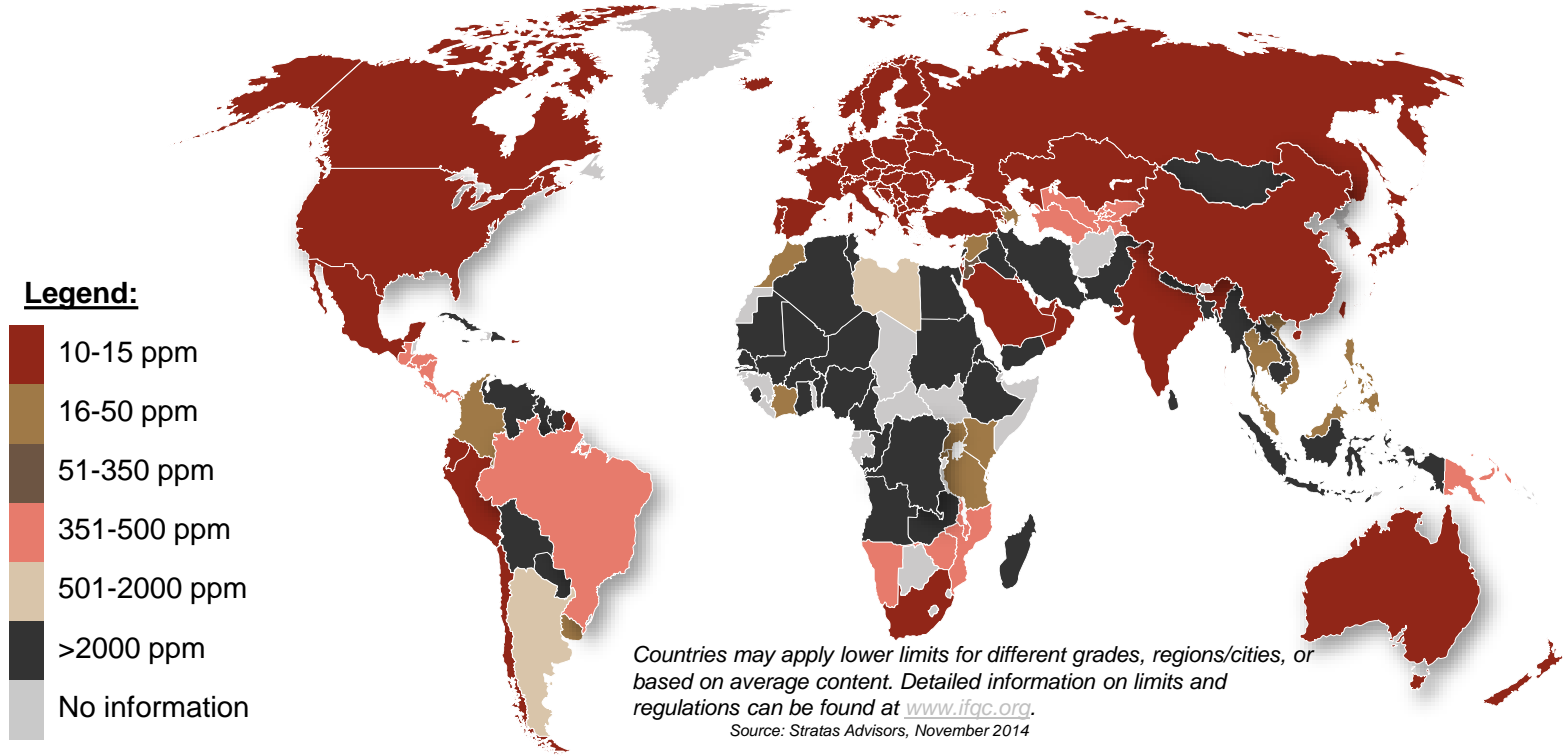 Legend:
10-15 ppm
16-50 ppm
51-350 ppm
351-500 ppm
501-2000 ppm
>2000 ppm
No information
Countries may apply lower limits for different grades, regions/cities, or
based on average content. Detailed information on limits and
regulations can be found at www.ifqc.org.
Source: Stratas Advisors, November 2014